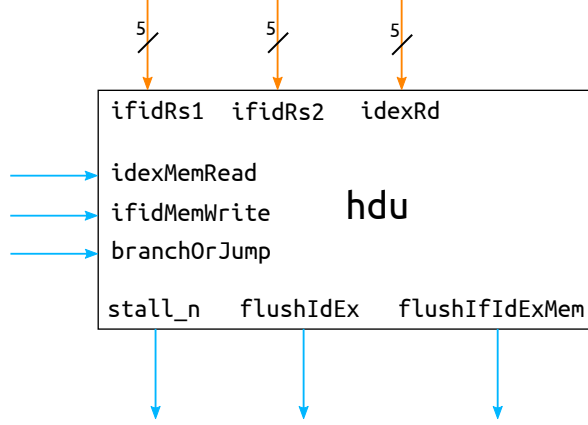 5 5 5
ifidRs1 ifidRs2 idexRd
idexMemRead
ifidMemWrite
branchOrJump
hdu
stall_n flushIdEx flushIfIdExMem